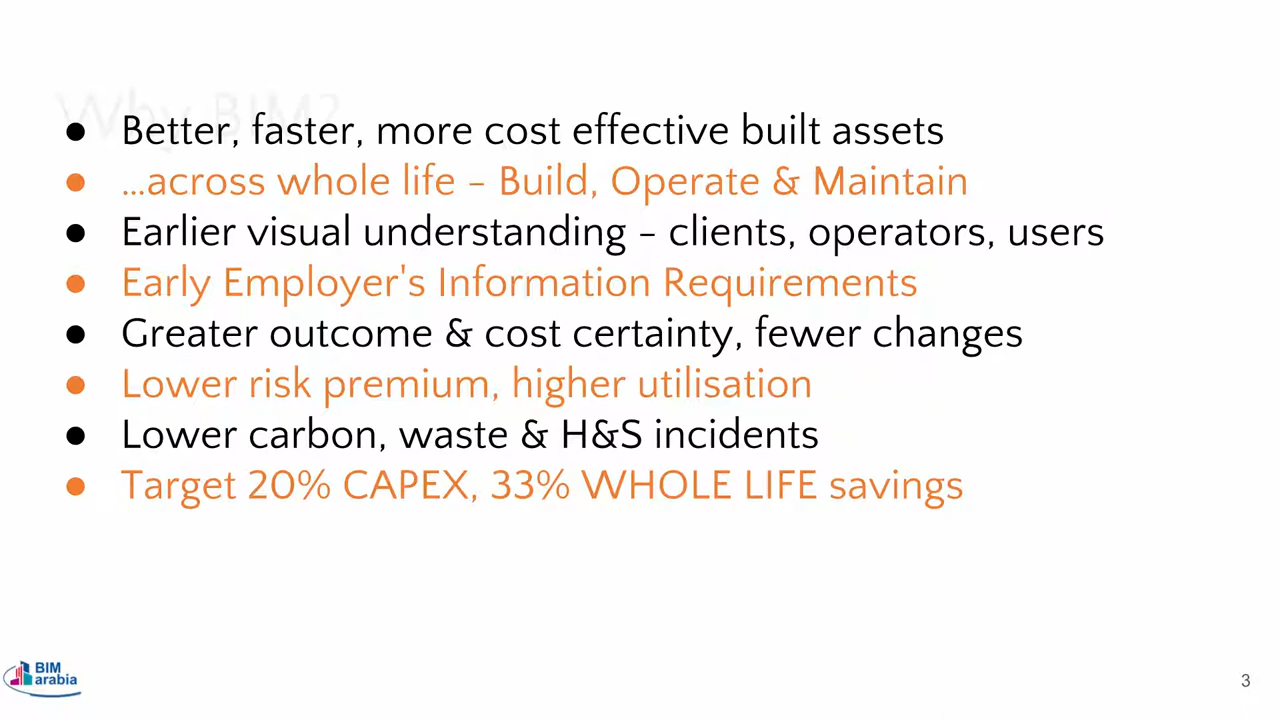 Why BIM?
● Better, faster, more cost effective built assets
● ...across whole life – Build, Operate & Maintain
● Earlier visual understanding – clients, operators, users
● Early Employer's Information Requirements
● Greater outcome & cost certainty, fewer changes
● Lower risk premium, higher utilisation
● Lower carbon, waste & H&S incidents
● Target 20% CAPEX, 33% WHOLE LIFE savings
BIM
arabia
3